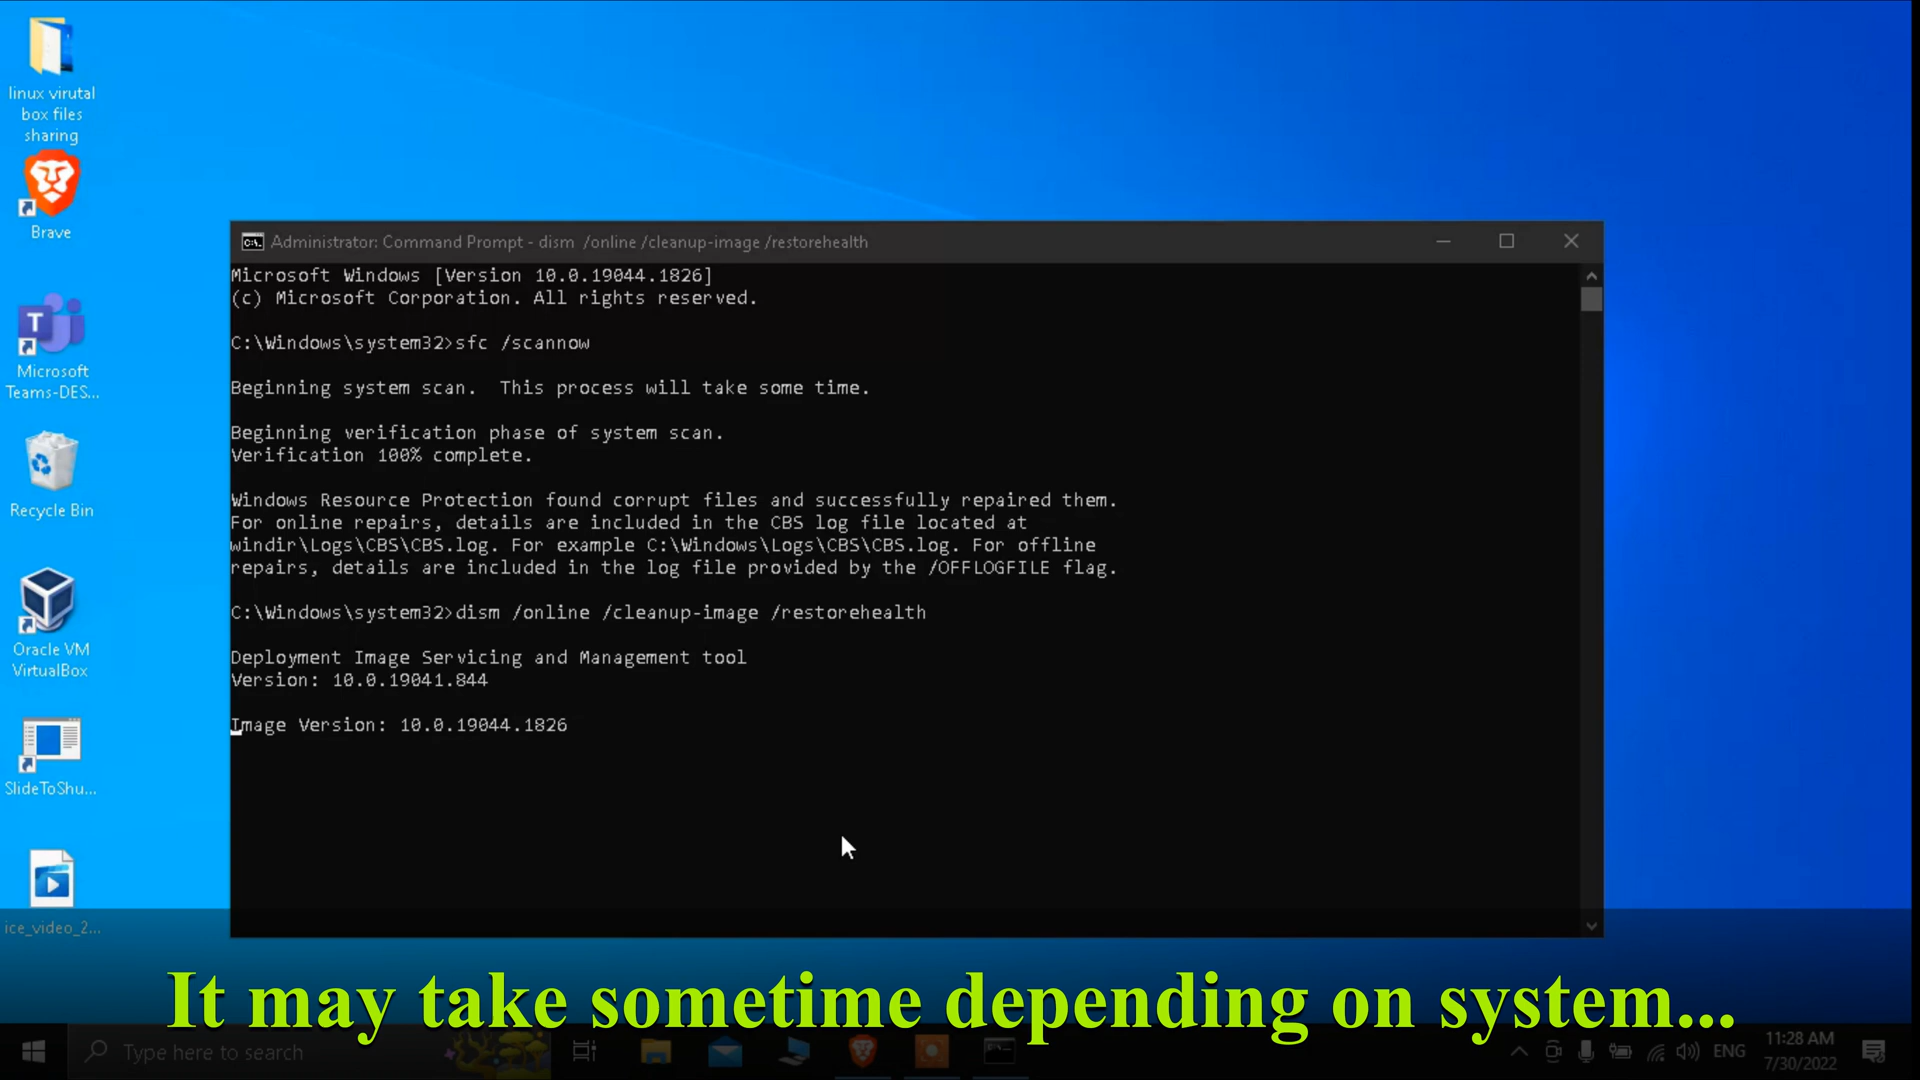 linux virutal
box files
sharing
Brave
Microsoft
Teams-DES...
Recycle Bin
Oracle VM
VirtualBox
SlideToShu...
ice_video_2...
Administrator: Command Prompt - dism  /online /cleanup-image /restorehealth
Microsoft Windows [Version 10.0.19044.1826]
(c) Microsoft Corporation. All rights reserved.
C:\Windows\system32>sfc /scannow
Beginning system scan.  This process will take some time.
Beginning verification phase of system scan.
Verification 100% complete.
Windows Resource Protection found corrupt files and successfully repaired them.
For online repairs, details are included in the CBS log file located at
windir\Logs\CBS\CBS.log. For example C:\Windows\Logs\CBS\CBS.log. For offline
repairs, details are included in the log file provided by the /OFFLOGFILE flag.
C:\Windows\system32>dism /online /cleanup-image /restorehealth
Deployment Image Servicing and Management tool
Version: 10.0.19041.844
Image Version: 10.0.19044.1826
It may take sometime depending on system...
Type here to search
ENG
11:28 AM
7/30/2022